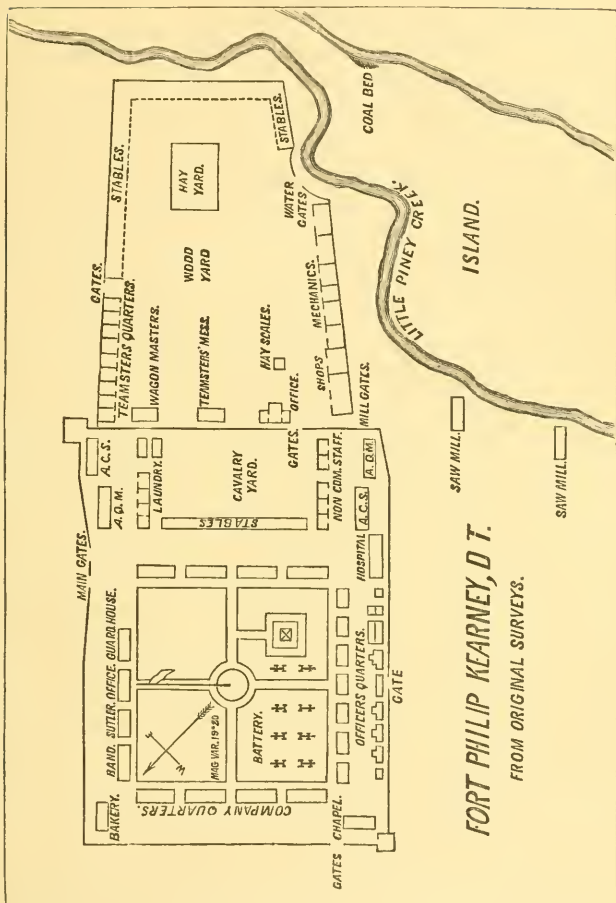 STABLES.
HAY
YARD.
STABLES.
COAL BED
GATES.
TEAMSTERS QUARTERS.
WAGON MASTERS.
WOOD
YARD
TEAMSTERS' MESS.
HAY SCALES.
OFFICE.
WATER
GATES
SHOPS
MECHANICS.
LITTLE PINEY CREEK.
ISLAND.
MILL GATES.
SAW MILL.
SAW MILL.
A.C.S.
A.Q.M.
LAUNDRY.
CAVALRY
YARD.
GATES.
STABLES
NON COM. STAFF.
A.Q.M.
A.C.S.
HOSPITAL
MAIN GATES.
GUARD HOUSE.
OFFICE.
SUTLER.
BAND.
BAKERY.
MAG VAR. 19°20
W
BATTERY.
COMPANY QUARTERS.
OFFICERS QUARTERS.
GATE
CHAPEL.
GATES
FORT PHILIP KEARNEY, D T.
FROM ORIGINAL SURVEYS.